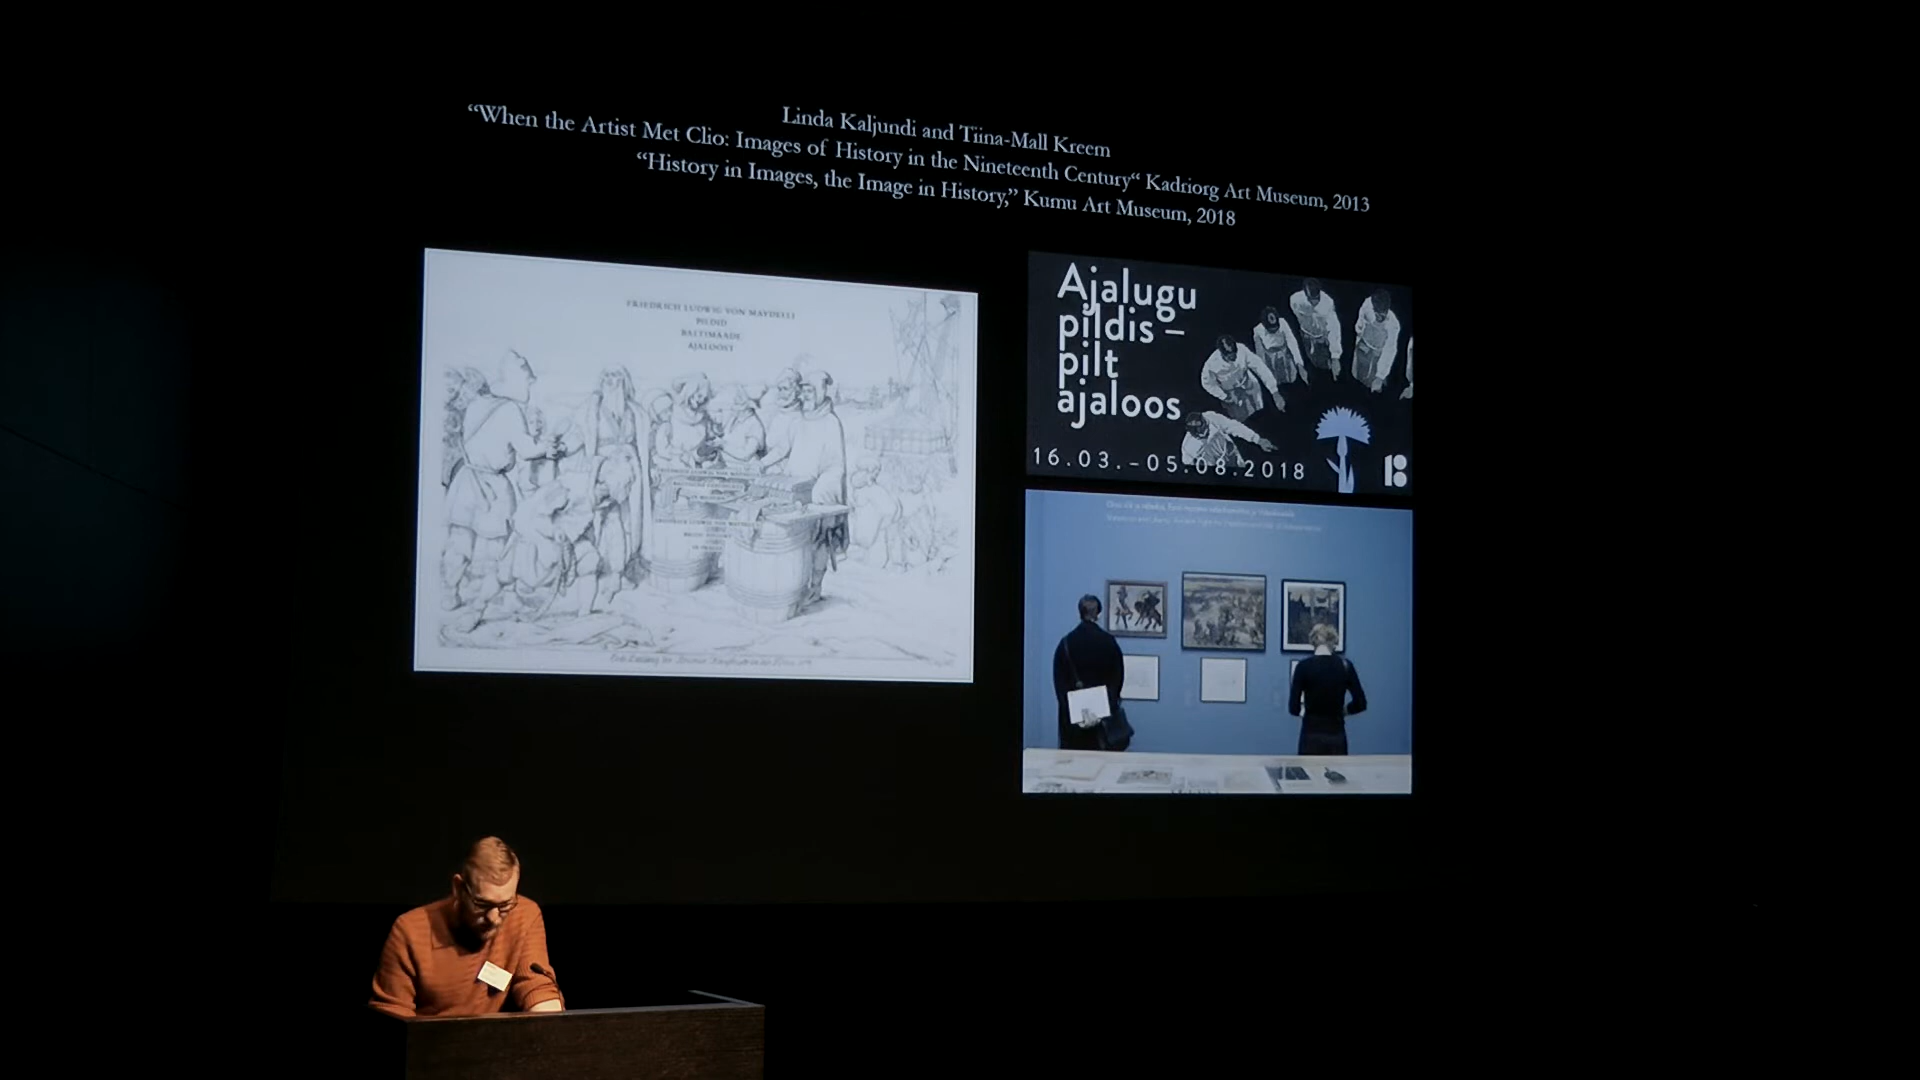 Linda Kaljundi and Tiina-Mall Kreem
“When the Artist Met Clio: Images of History in the Nineteenth Century“ Kadriorg Art Museum, 2013
“History in Images, the Image in History,” Kumu Art Museum, 2018
FRIEDRICH LUDWIG VON MAYDELLI
PILDID
BALTIMAADE
AJALOOST
Ajalugu
pildis –
pilt
ajaloos
16.03.–05.08.2018